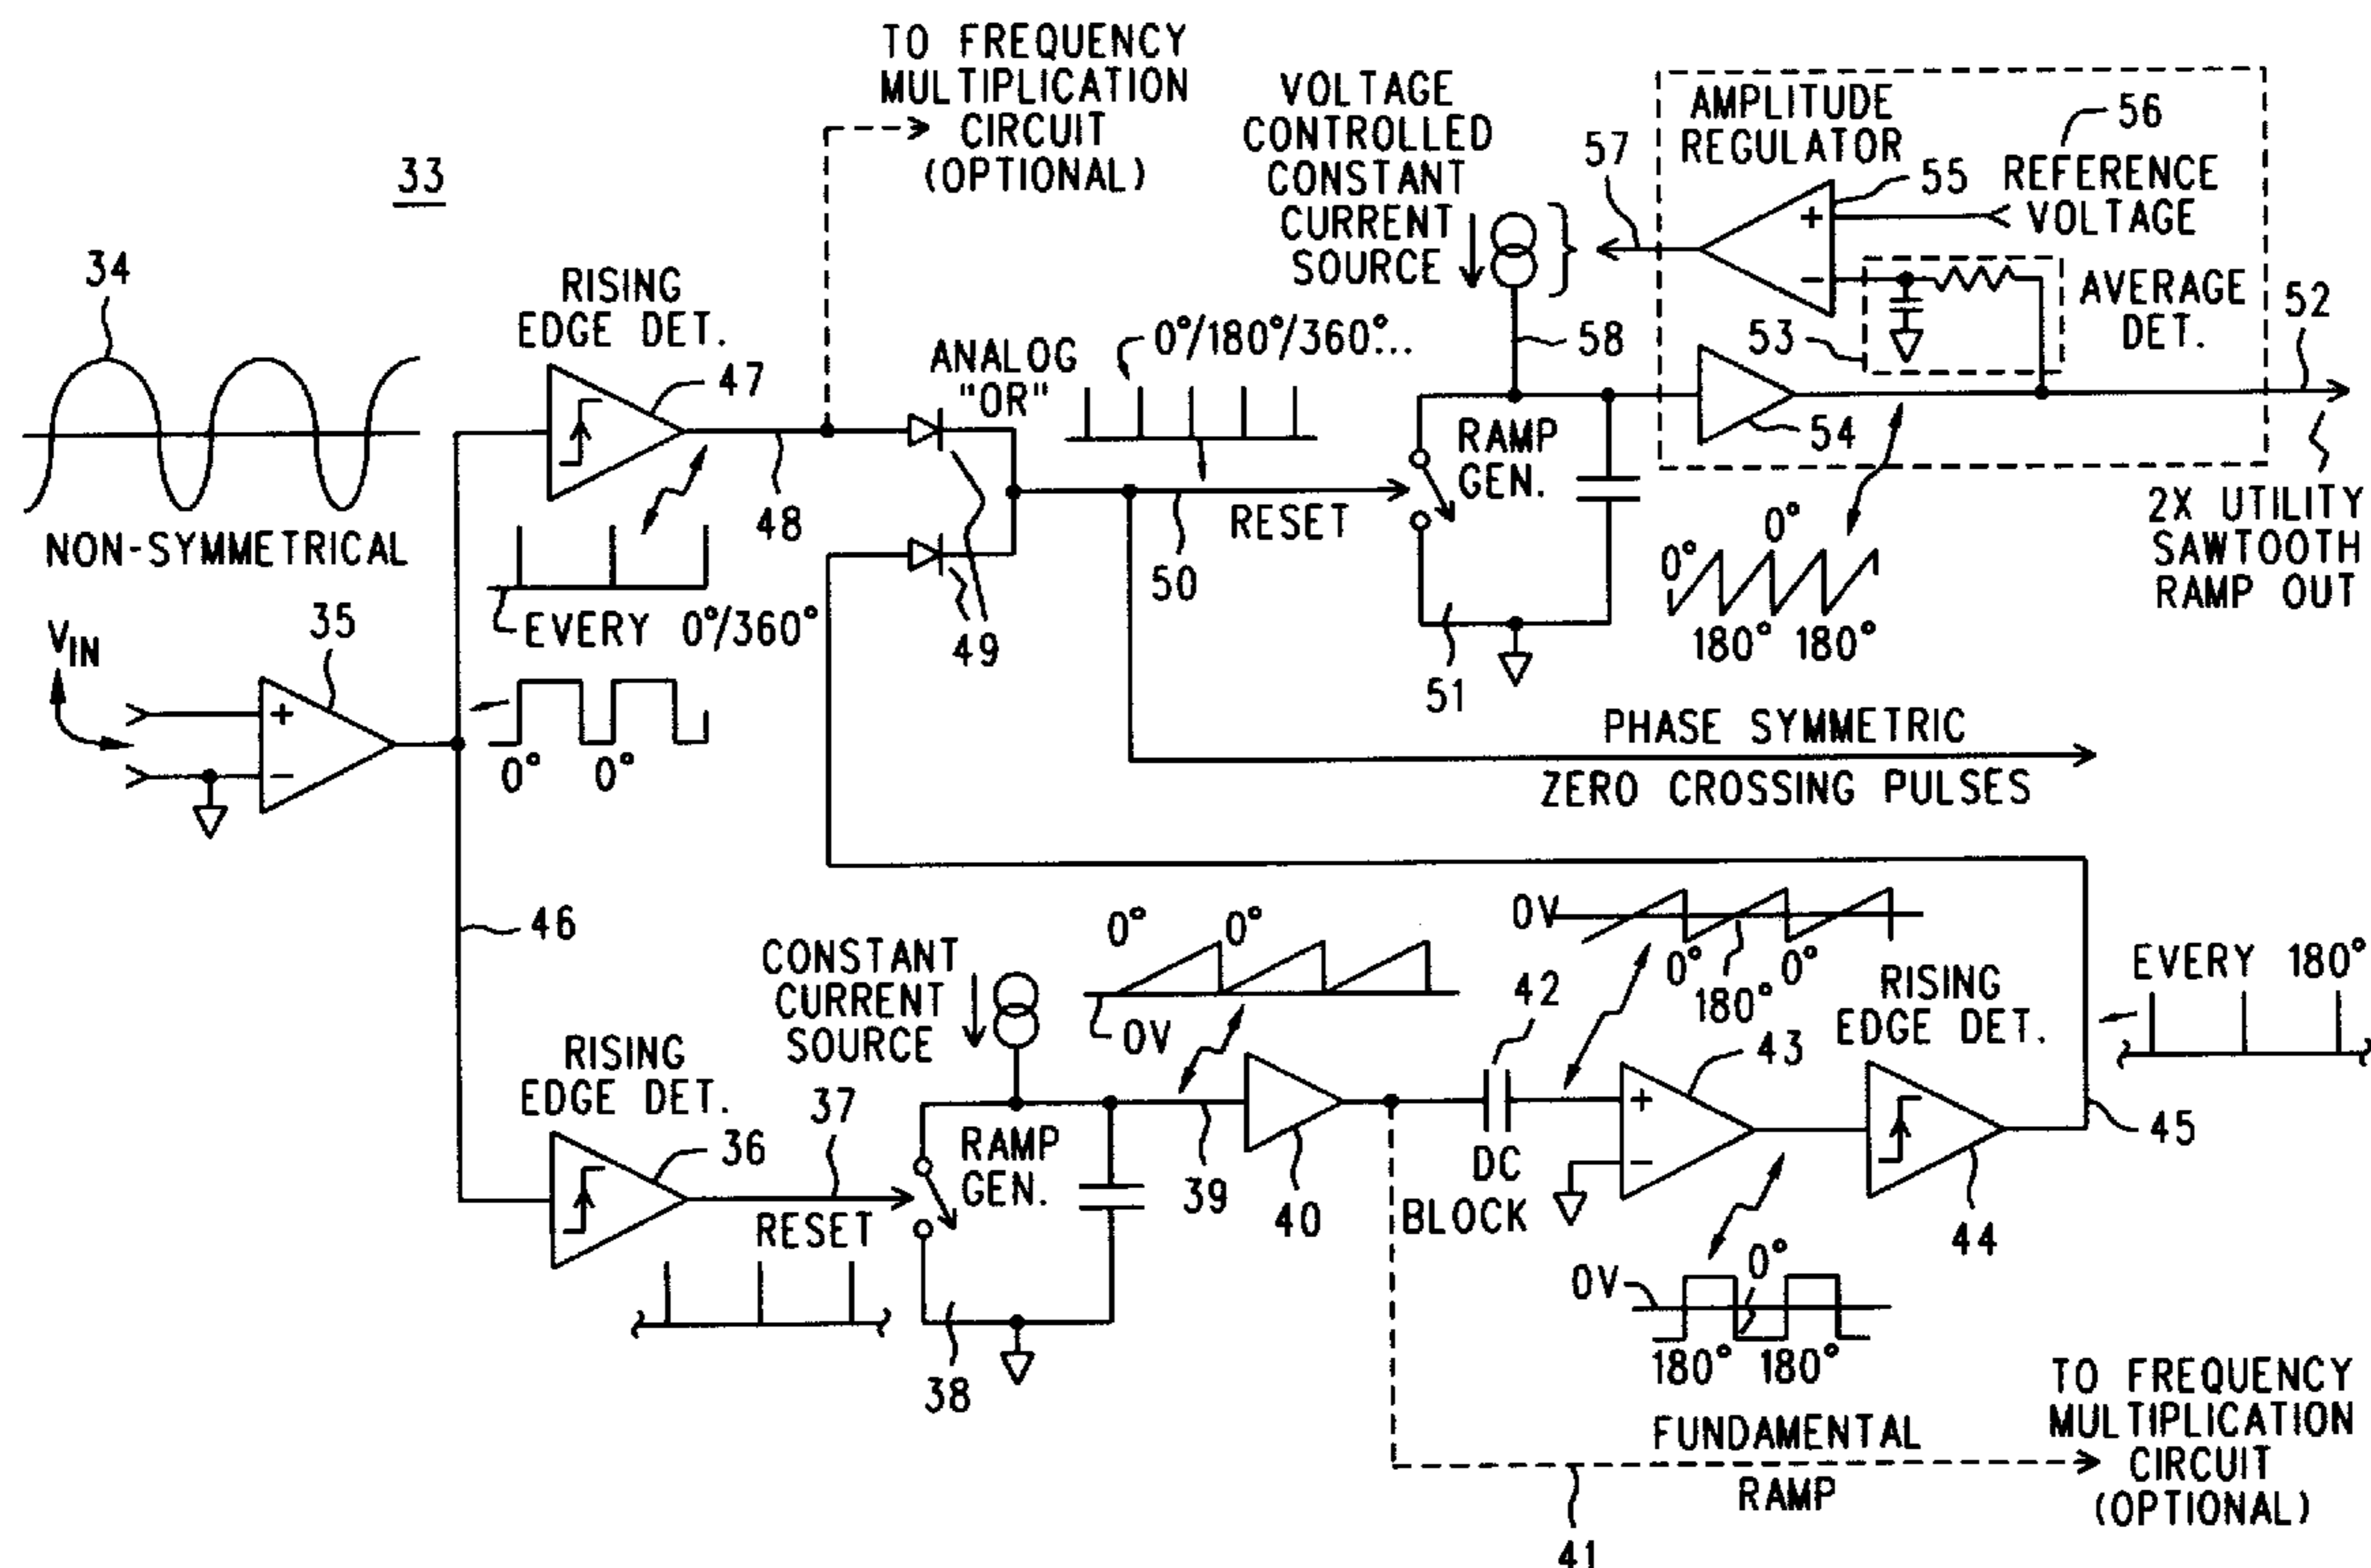 TO FREQUENCY
MULTIPLICATION
CIRCUIT
(OPTIONAL)
VOLTAGE
CONTROLLED
CONSTANT
CURRENT
SOURCE
AMPLITUDE
REGULATOR
56
57
55
REFERENCE
VOLTAGE
33
34
RISING
EDGE DET.
47
ANALOG
"OR"
0°/180°/360°...
58
+
−
53
AVERAGE
DET.
52
54
RAMP
GEN.
NON-SYMMETRICAL
48
RESET
50
0°
0°
180° 180°
2X UTILITY
SAWTOOTH
RAMP OUT
EVERY 0°/360°
49
51
VIN
35
+
−
0° 0°
PHASE SYMMETRIC
ZERO CROSSING PULSES
46
CONSTANT
CURRENT
SOURCE
0° 0°
0V
0V
0° 0°
180°
42
RISING
EDGE DET.
EVERY 180°
RISING
EDGE DET.
36
37
RESET
RAMP
GEN.
39
40
DC
BLOCK
43
+
−
44
45
38
0V
0°
180° 180°
FUNDAMENTAL
RAMP
41
TO FREQUENCY
MULTIPLICATION
CIRCUIT
(OPTIONAL)